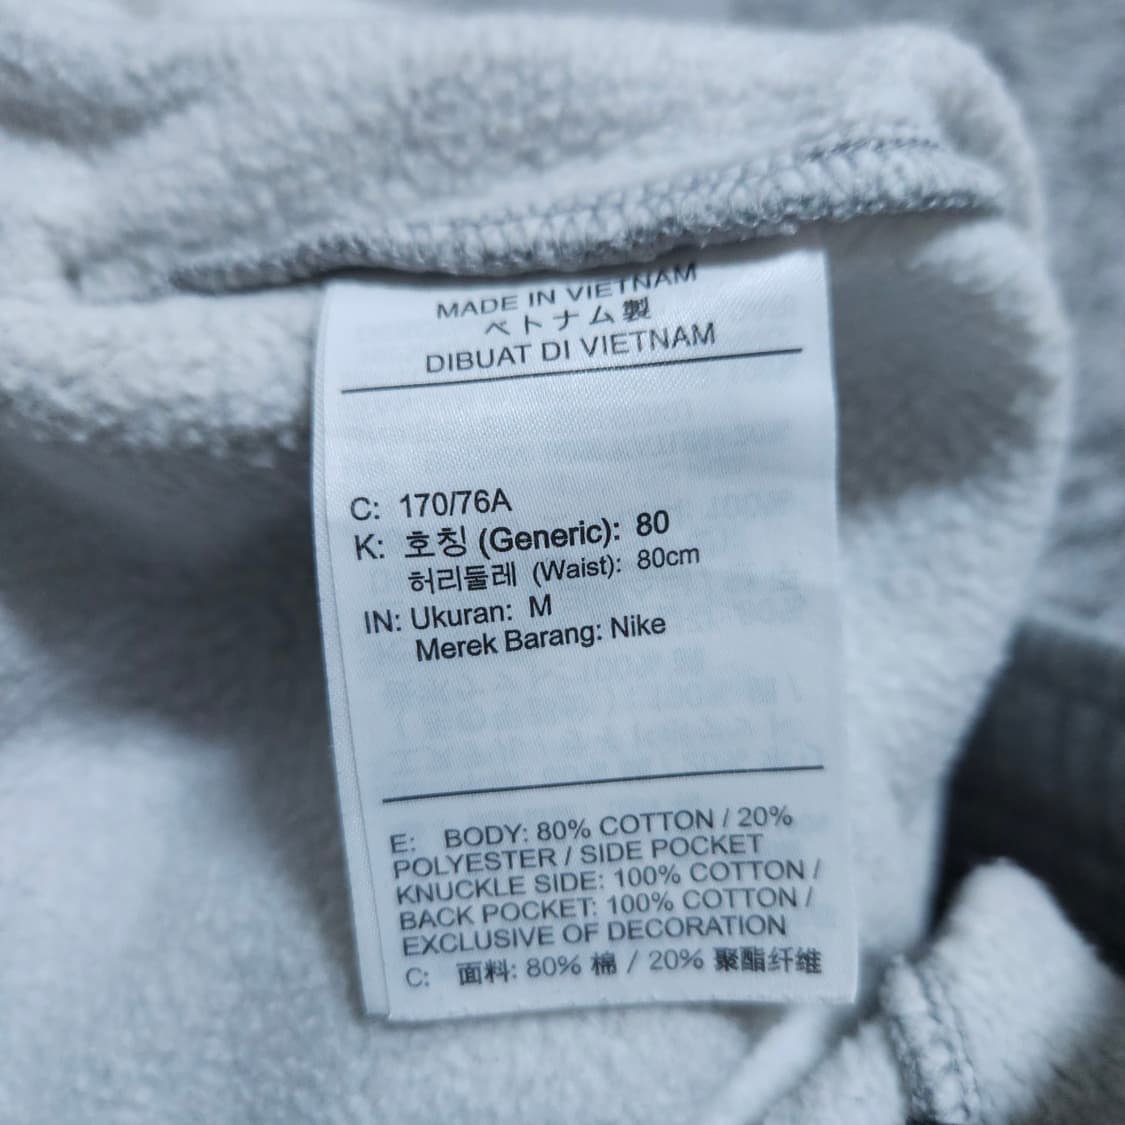 MADE IN VIETNAM
ベトナム製
DIBUAT DI VIETNAM
C: 170/76A
K: 호칭 (Generic): 80
허리둘레 (Waist): 80cm
IN: Ukuran: M
Merek Barang: Nike
E: BODY: 80% COTTON / 20%
POLYESTER / SIDE POCKET
KNUCKLE SIDE: 100% COTTON /
BACK POCKET: 100% COTTON /
EXCLUSIVE OF DECORATION
C: 面料: 80% 棉 / 20% 聚酯纤维